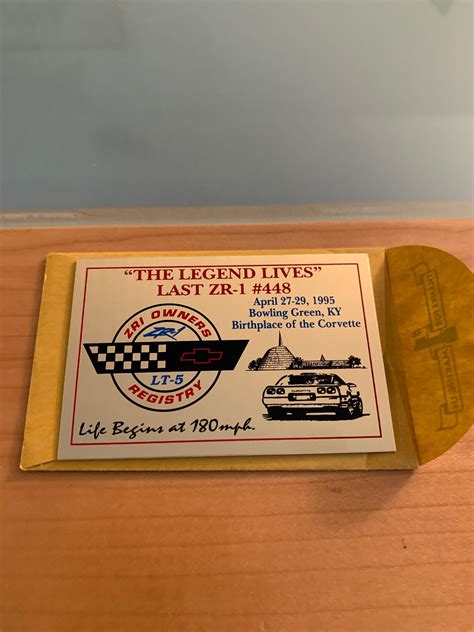 "THE LEGEND LIVES"
LAST ZR-1 #448
April 27-29, 1995
Bowling Green, KY
Birthplace of the Corvette
ZR1 OWNERS
ZR-1
LT-5
REGISTRY
Life Begins at 180mph.